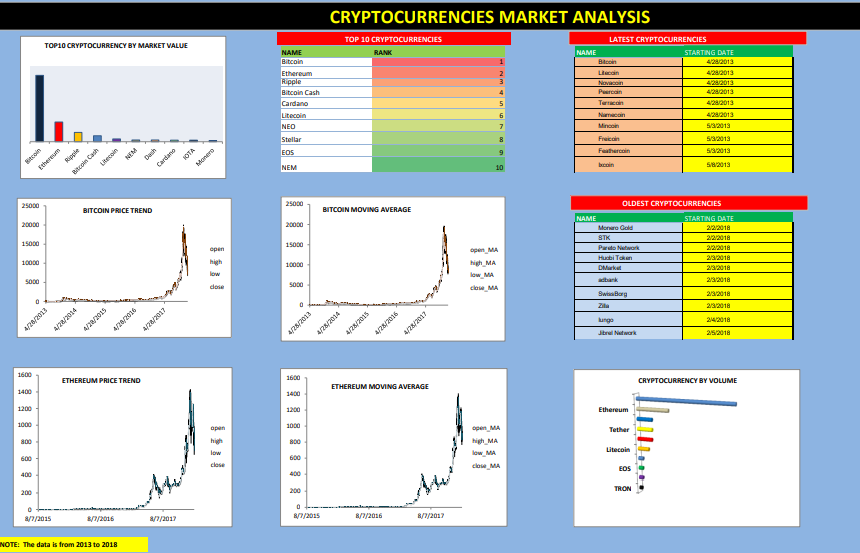 CRYPTOCURRENCIES MARKET ANALYSIS
TOP10 CRYPTOCURRENCY BY MARKET VALUE
Bitcoin
Ethereum
Ripple
Bitcoin Cash
Litecoin
NEM
Dash
Cardano
IOTA
Monero
TOP 10 CRYPTOCURRENCIES
NAME RANK
Bitcoin 1
Ethereum 2
Ripple 3
Bitcoin Cash 4
Cardano 5
Litecoin 6
NEO 7
Stellar 8
EOS 9
NEM 10
LATEST CRYPTOCURRENCIES
NAME STARTING DATE
Bitcoin 4/28/2013
Litecoin 4/28/2013
Novacoin 4/28/2013
Peercoin 4/28/2013
Terracoin 4/28/2013
Namecoin 4/28/2013
Mincoin 5/3/2013
Freicoin 5/3/2013
Feathercoin 5/3/2013
Ixcoin 5/8/2013
BITCOIN PRICE TREND
25000
20000
15000
10000
5000
0
4/28/2013
4/28/2014
4/28/2015
4/28/2016
4/28/2017
open
high
low
close
BITCOIN MOVING AVERAGE
25000
20000
15000
10000
5000
0
4/28/2013
4/28/2014
4/28/2015
4/28/2016
4/28/2017
open_MA
high_MA
low_MA
close_MA
OLDEST CRYPTOCURRENCIES
NAME STARTING DATE
Monero Gold 2/2/2018
STK 2/2/2018
Pareto Network 2/2/2018
Huobi Token 2/3/2018
DMarket 2/3/2018
adbank 2/3/2018
SwissBorg 2/3/2018
Zilla 2/3/2018
Iungo 2/4/2018
Jibrel Network 2/5/2018
ETHEREUM PRICE TREND
1600
1400
1200
1000
800
600
400
200
0
8/7/2015 8/7/2016 8/7/2017
open
high
low
close
ETHEREUM MOVING AVERAGE
1600
1400
1200
1000
800
600
400
200
0
8/7/2015 8/7/2016 8/7/2017
open_MA
high_MA
low_MA
close_MA
CRYPTOCURRENCY BY VOLUME
Ethereum
Tether
Litecoin
EOS
TRON
NOTE: The data is from 2013 to 2018